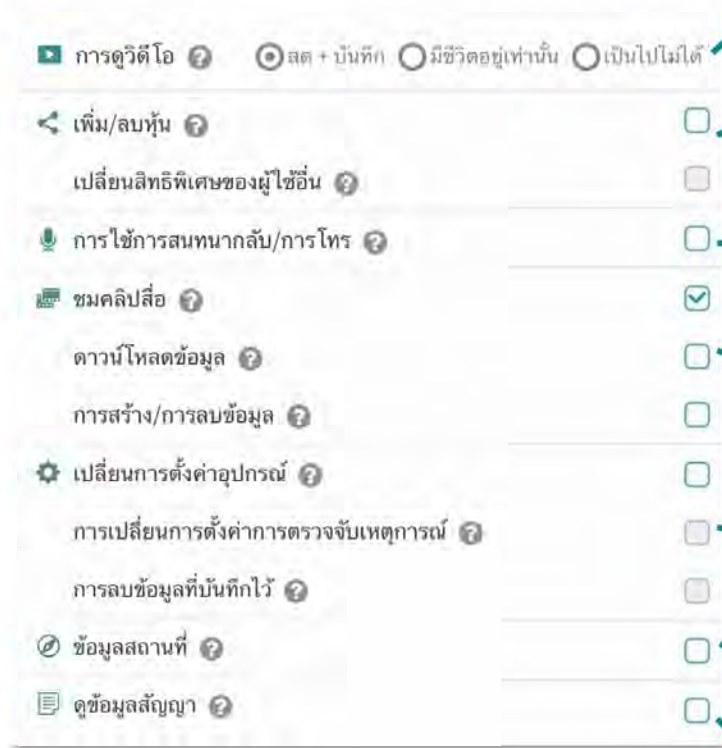 การดูวิดีโอ ? สด + บันทึก มีชีวิตอยู่เท่านั้น เป็นไปไม่ได้
เพิ่ม/ลบหุ้น ?
เปลี่ยนสิทธิพิเศษของผู้ใช้อื่น ?
การใช้การสนทนากลับ/การโทร ?
ชมคลิปสื่อ ?
ดาวน์โหลดข้อมูล ?
การสร้าง/การลบข้อมูล ?
เปลี่ยนการตั้งค่าอุปกรณ์ ?
การเปลี่ยนการตั้งค่าการตรวจจับเหตุการณ์ ?
การลบข้อมูลที่บันทึกไว้ ?
ข้อมูลสถานที่ ?
ดูข้อมูลสัญญา ?